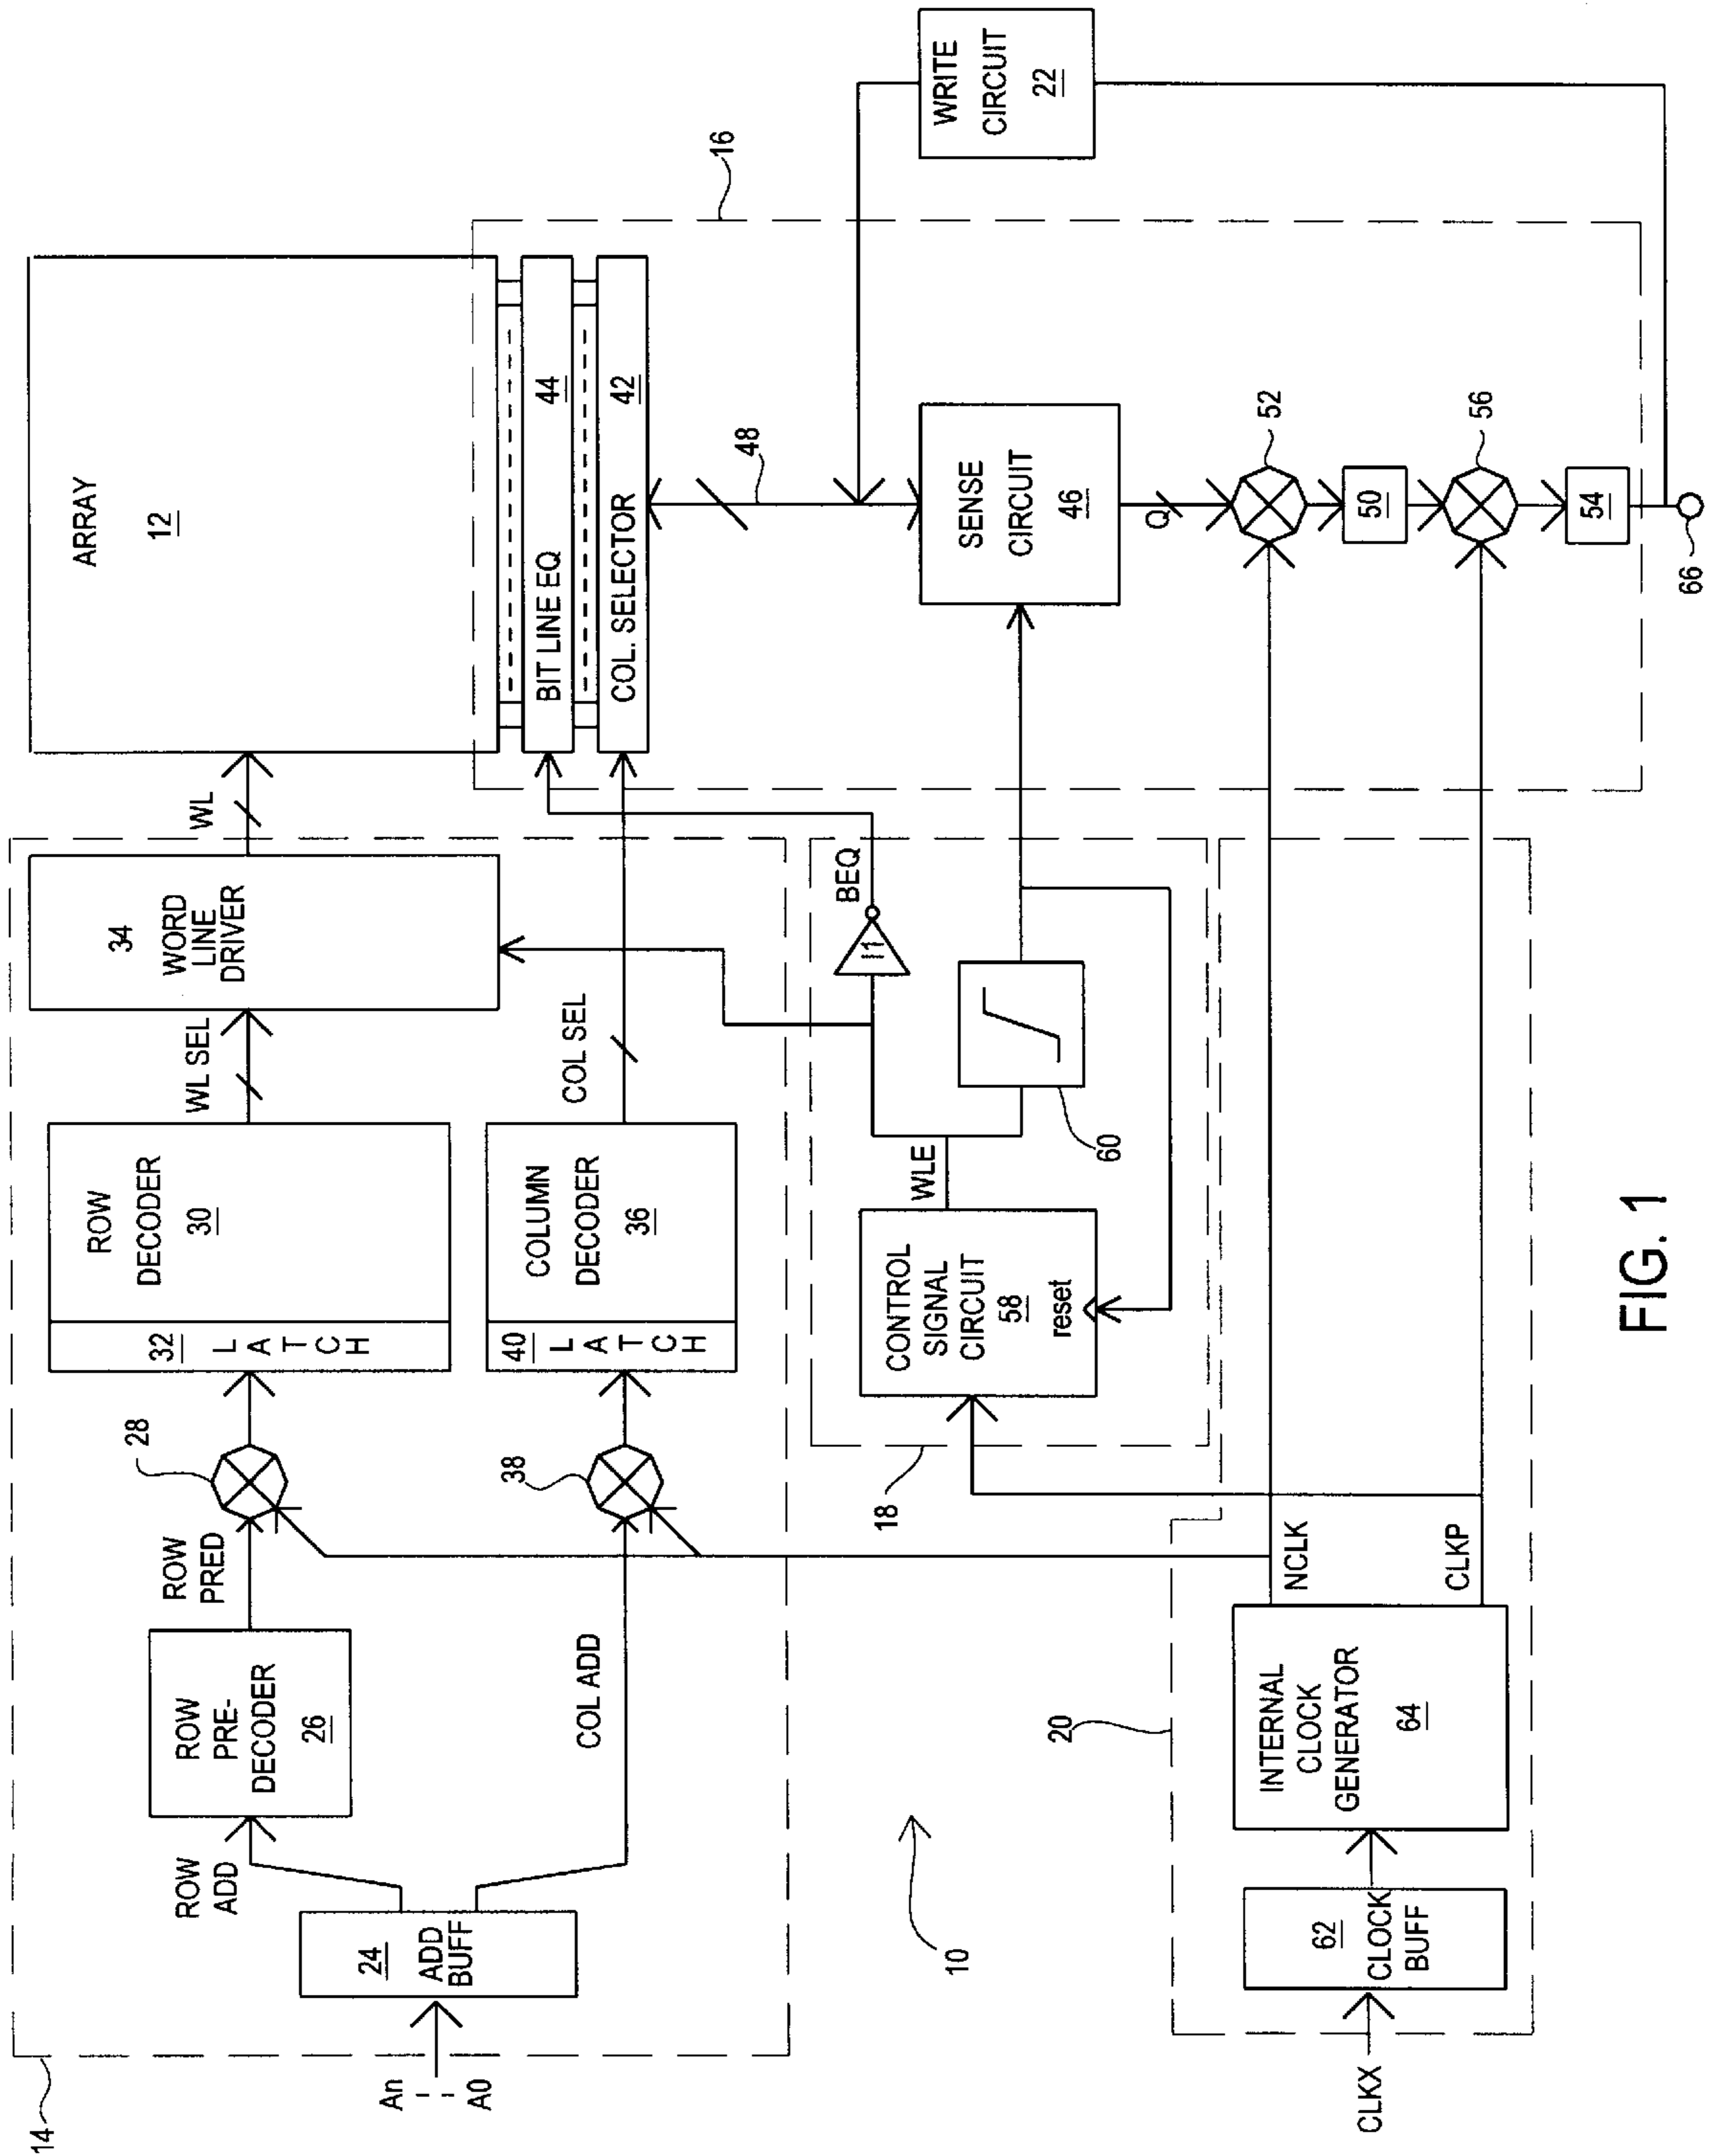 14
An
A0
24
ADD
BUFF
ROW
ADD
ROW
PRE-
DECODER
26
ROW
PRED
COL ADD
28
38
32
LATCH
ROW
DECODER
30
40
LATCH
COLUMN
DECODER
36
WL SEL
COL SEL
34
WORD
LINE
DRIVER
WL
ARRAY
12
BIT LINE EQ
44
COL. SELECTOR
42
16
48
WRITE
CIRCUIT
22
10
18
CONTROL
SIGNAL
CIRCUIT
58
reset
WLE
I1
BEQ
60
SENSE
CIRCUIT
46
Q
52
50
56
54
66
20
CLKX
62
CLOCK
BUFF
INTERNAL
CLOCK
GENERATOR
64
NCLK
CLKP
FIG. 1